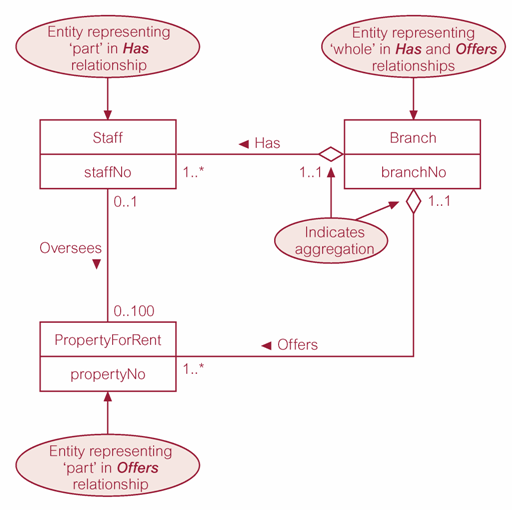 Entity representing
'part' in Has
relationship
Entity representing
'whole' in Has and Offers
relationships
Staff
staffNo
◄ Has
Branch
branchNo
1..*
1..1
0..1
1..1
Indicates
aggregation
Oversees
▼
0..100
PropertyForRent
propertyNo
◄ Offers
1..*
Entity representing
'part' in Offers
relationship